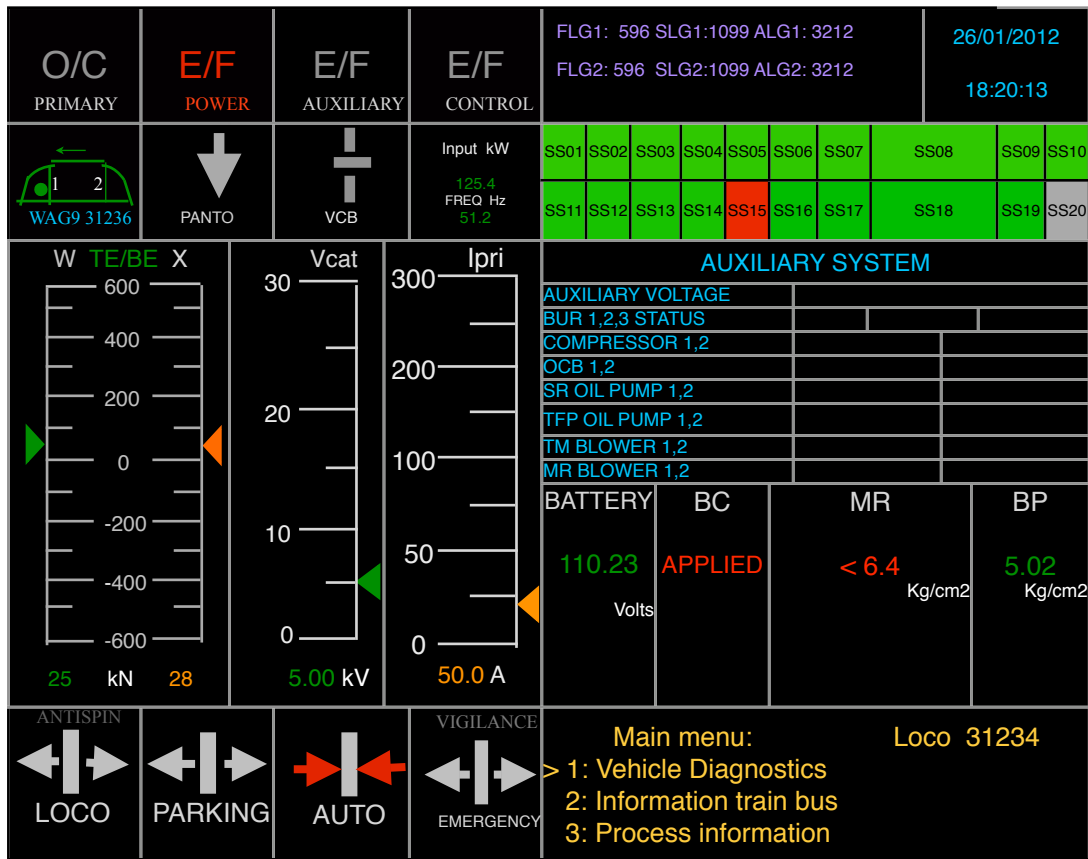 O/C
PRIMARY
E/F
POWER
E/F
AUXILIARY
E/F
CONTROL
FLG1: 596 SLG1:1099 ALG1: 3212
FLG2: 596 SLG2:1099 ALG2: 3212
26/01/2012
18:20:13
1 2
WAG9 31236
PANTO
VCB
Input kW
125.4
FREQ Hz
51.2
SS01 SS02 SS03 SS04 SS05 SS06 SS07 SS08 SS09 SS10
SS11 SS12 SS13 SS14 SS15 SS16 SS17 SS18 SS19 SS20
W TE/BE X
600
400
200
0
-200
-400
-600
25 kN 28
Vcat
30
20
10
0
5.00 kV
Ipri
300
200
100
50
0
50.0 A
AUXILIARY SYSTEM
AUXILIARY VOLTAGE
BUR 1,2,3 STATUS
COMPRESSOR 1,2
OCB 1,2
SR OIL PUMP 1,2
TFP OIL PUMP 1,2
TM BLOWER 1,2
MR BLOWER 1,2
BATTERY
110.23
Volts
BC
APPLIED
MR
< 6.4
Kg/cm2
BP
5.02
Kg/cm2
ANTISPIN
LOCO
PARKING
AUTO
VIGILANCE
EMERGENCY
Main menu: Loco 31234
> 1: Vehicle Diagnostics
2: Information train bus
3: Process information